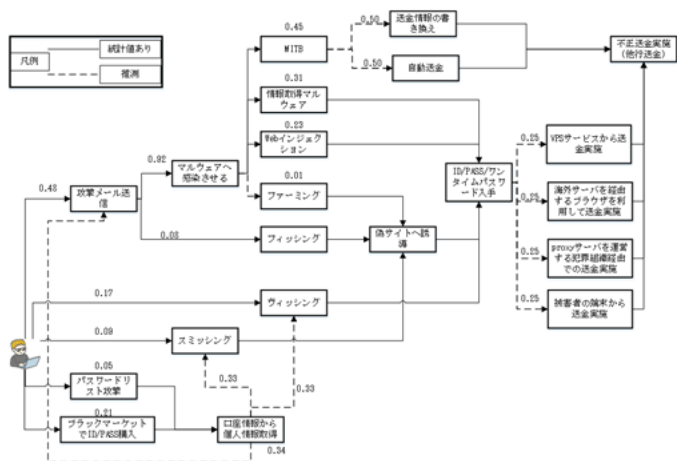 凡例
統計値あり
推測
0.45
MITB
0.50
送金情報の書
き換え
0.50
自動送金
不正送金実施
(他行送金)
0.31
情報取得マル
ウェア
0.23
Webインジェク
ション
0.01
ファーミング
0.48
攻撃メール送
信
0.92
マルウェアへ
感染させる
0.08
フィッシング
偽サイトへ誘
導
ID/PASS/ワン
タイムパスワ
ード入手
0.25
VPSサービスから送
金実施
0.25
海外サーバを経由
するブラウザを利
用して送金実施
0.25
proxyサーバを運営
する犯罪組織経由
での送金実施
0.25
被害者の端末から
送金実施
0.17
ヴィッシング
0.09
スミッシング
0.33
0.33
0.05
パスワードリ
スト攻撃
0.21
ブラックマーケット
でID/PASS購入
口座情報から
個人情報取得
0.34